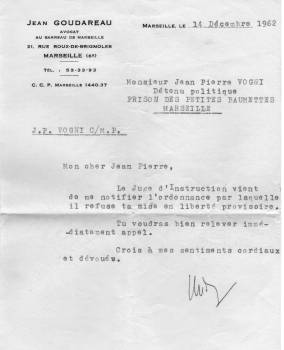 JEAN GOUDAREAU
AVOCAT
AU BARREAU DE MARSEILLE
21, RUE ROUX-DE-BRIGNOLES
MARSEILLE (6e)
TÉL. : 53-33-93
C. C. P. MARSEILLE 1440.37
MARSEILLE, LE 14 Décembre 1962
Monsieur Jean Pierre VOGGI
Détenu politique
PRISON DES PETITES BAUMETTES
MARSEILLE
J.P. VOGNY C/M.P.
Mon cher Jean Pierre,
Le Juge d'Instruction vient
de me notifier l'ordonnance par laquelle
il refuse ta mise en liberté provisoire.
Tu voudras bien relever immé-
diatement appel.
Crois à mes sentiments cordiaux
et dévoués.